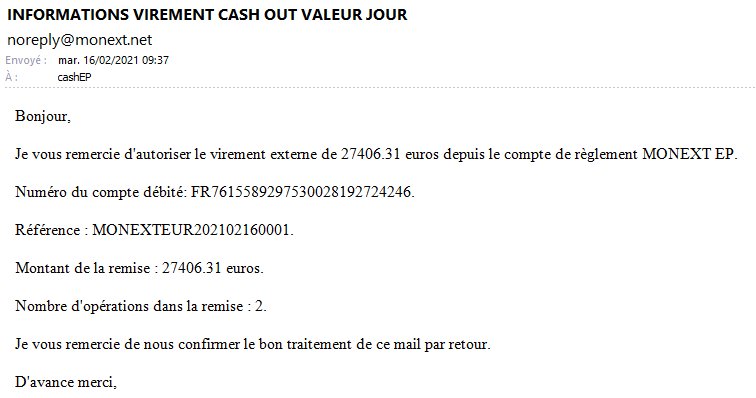 INFORMATIONS VIREMENT CASH OUT VALEUR JOUR
noreply@monext.net
Envoyé : mar. 16/02/2021 09:37
À : cashEP
Bonjour,
Je vous remercie d'autoriser le virement externe de 27406.31 euros depuis le compte de règlement MONEXT EP.
Numéro du compte débité: FR7615589297530028192724246.
Référence : MONEXTEUR202102160001.
Montant de la remise : 27406.31 euros.
Nombre d'opérations dans la remise : 2.
Je vous remercie de nous confirmer le bon traitement de ce mail par retour.
D'avance merci,